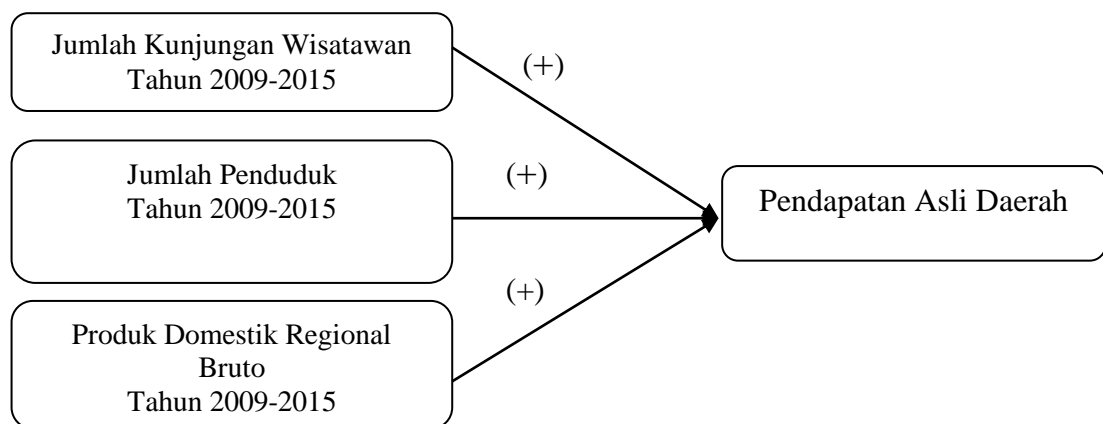 Jumlah Kunjungan Wisatawan
Tahun 2009-2015
(+)
Jumlah Penduduk
Tahun 2009-2015
(+)
Pendapatan Asli Daerah
(+)
Produk Domestik Regional
Bruto
Tahun 2009-2015